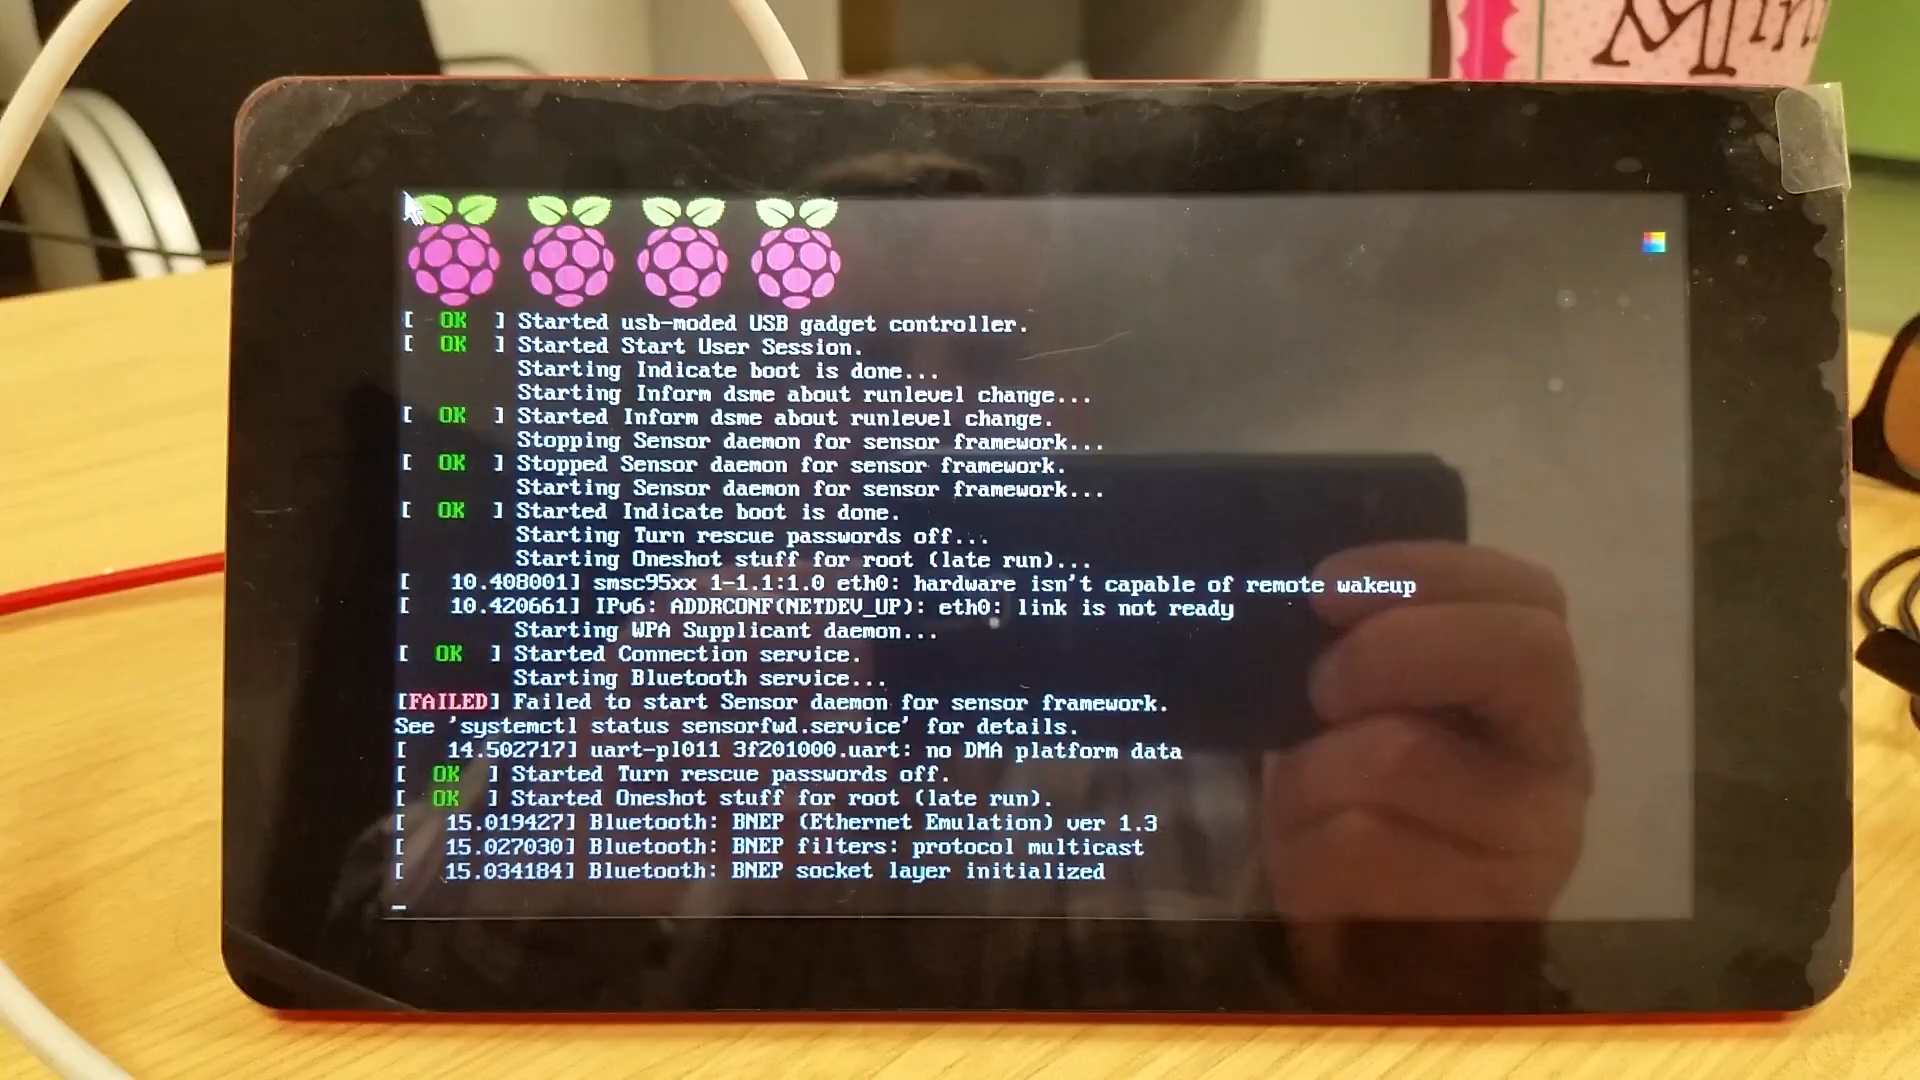 Mini
[  OK  ] Started usb-moded USB gadget controller.
[  OK  ] Started Start User Session.
Starting Indicate boot is done...
Starting Inform dsme about runlevel change...
[  OK  ] Started Inform dsme about runlevel change.
Stopping Sensor daemon for sensor framework...
[  OK  ] Stopped Sensor daemon for sensor framework.
Starting Sensor daemon for sensor framework...
[  OK  ] Started Indicate boot is done.
Starting Turn rescue passwords off...
Starting Oneshot stuff for root (late run)...
[   10.408001] smsc95xx 1-1.1:1.0 eth0: hardware isn't capable of remote wakeup
[   10.420661] IPv6: ADDRCONF(NETDEV_UP): eth0: link is not ready
Starting WPA Supplicant daemon...
[  OK  ] Started Connection service.
Starting Bluetooth service...
[FAILED] Failed to start Sensor daemon for sensor framework.
See 'systemctl status sensorfwd.service' for details.
[   14.502717] uart-pl011 3f201000.uart: no DMA platform data
[  OK  ] Started Turn rescue passwords off.
[  OK  ] Started Oneshot stuff for root (late run).
[   15.019427] Bluetooth: BNEP (Ethernet Emulation) ver 1.3
[   15.027030] Bluetooth: BNEP filters: protocol multicast
[   15.034184] Bluetooth: BNEP socket layer initialized